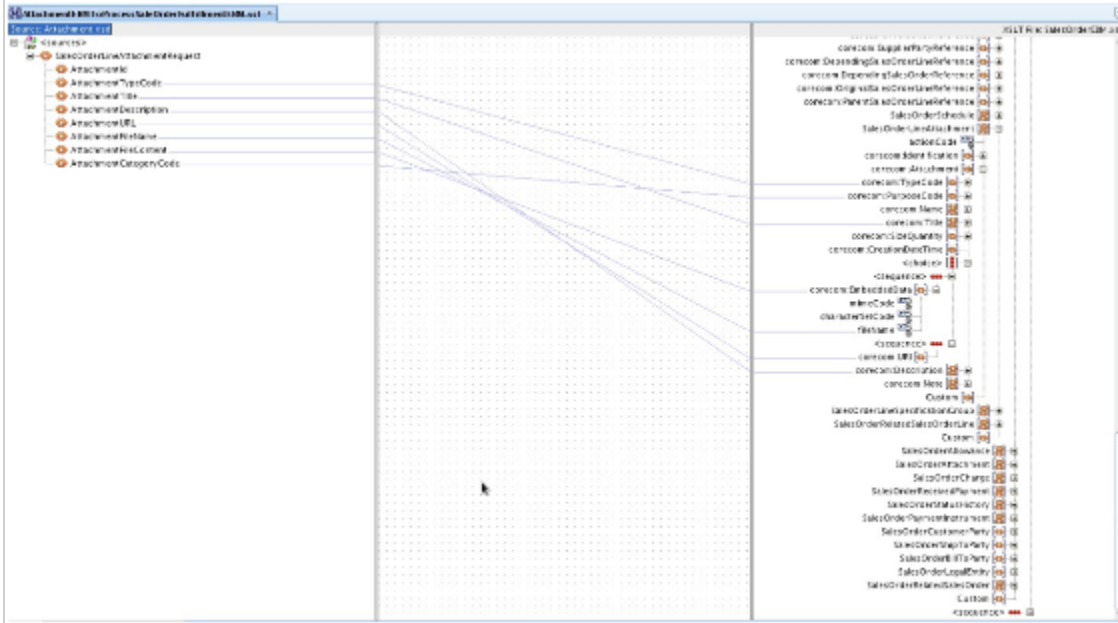 Source: Attachment.xsd
<sources>
SalesOrderLineAttachmentRequest
AttachmentId
AttachmentTypeCode
AttachmentTitle
AttachmentDescription
AttachmentURL
AttachmentFileName
AttachmentFileContent
AttachmentCategoryCode
corecom:SupplierPartyReference
corecom:DependingSalesOrderLineReference
corecom:DependingSalesOrderReference
corecom:OriginalSalesOrderLineReference
corecom:ParentSalesOrderLineReference
SalesOrderSchedule
SalesOrderLineAttachment
actionCode
corecom:Identification
corecom:Attachment
corecom:TypeCode
corecom:PurposeCode
corecom:Name
corecom:Title
corecom:SizeQuantity
corecom:CreationDateTime
<choice>
<sequence>
corecom:EmbeddedData
mimeCode
characterSetCode
fileName
<sequence>
corecom:URI
corecom:Description
corecom:Note
Custom
SalesOrderLineSpecificationGroup
SalesOrderRelatedSalesOrderLine
Custom
SalesOrderAllowance
SalesOrderAttachment
SalesOrderCharge
SalesOrderReceivedPayment
SalesOrderStatusHistory
SalesOrderPaymentInstrument
SalesOrderCustomerParty
SalesOrderShipToParty
SalesOrderBillToParty
SalesOrderLegalEntity
SalesOrderRelatedSalesOrder
Custom
<sequence>